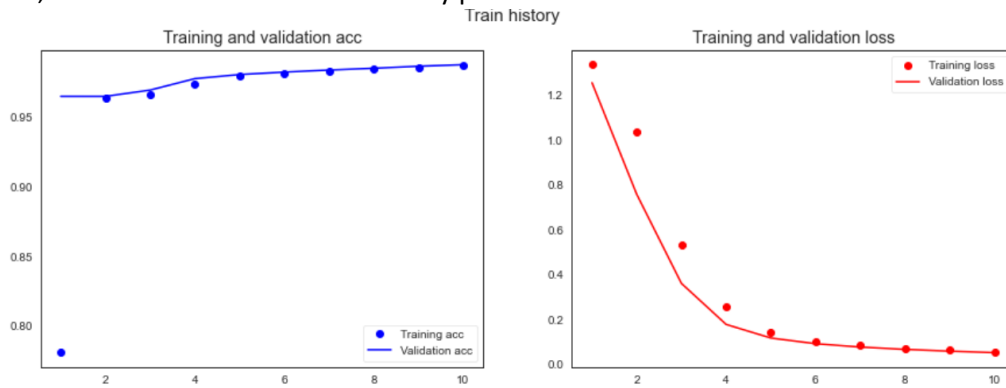 Train history
Training and validation acc
0.95
0.90
0.85
0.80
Training acc
Validation acc
2 4 6 8 10
Training and validation loss
Training loss
Validation loss
1.2
1.0
0.8
0.6
0.4
0.2
0.0
2 4 6 8 10